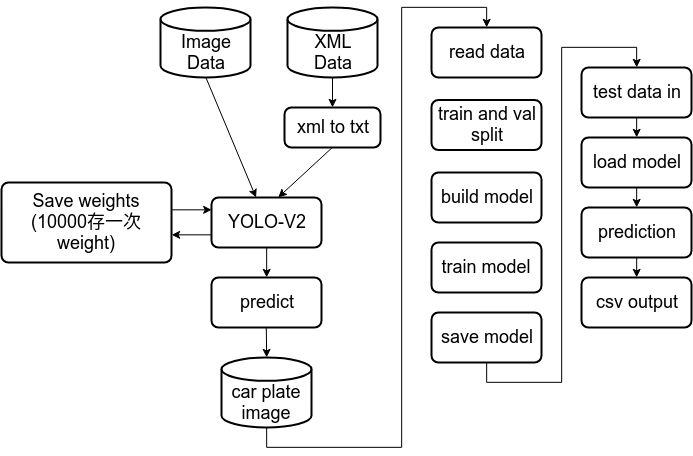 Image
Data
XML
Data
xml to txt
Save weights
(10000存一次
weight)
YOLO-V2
predict
car plate
image
read data
train and val
split
build model
train model
save model
test data in
load model
prediction
csv output